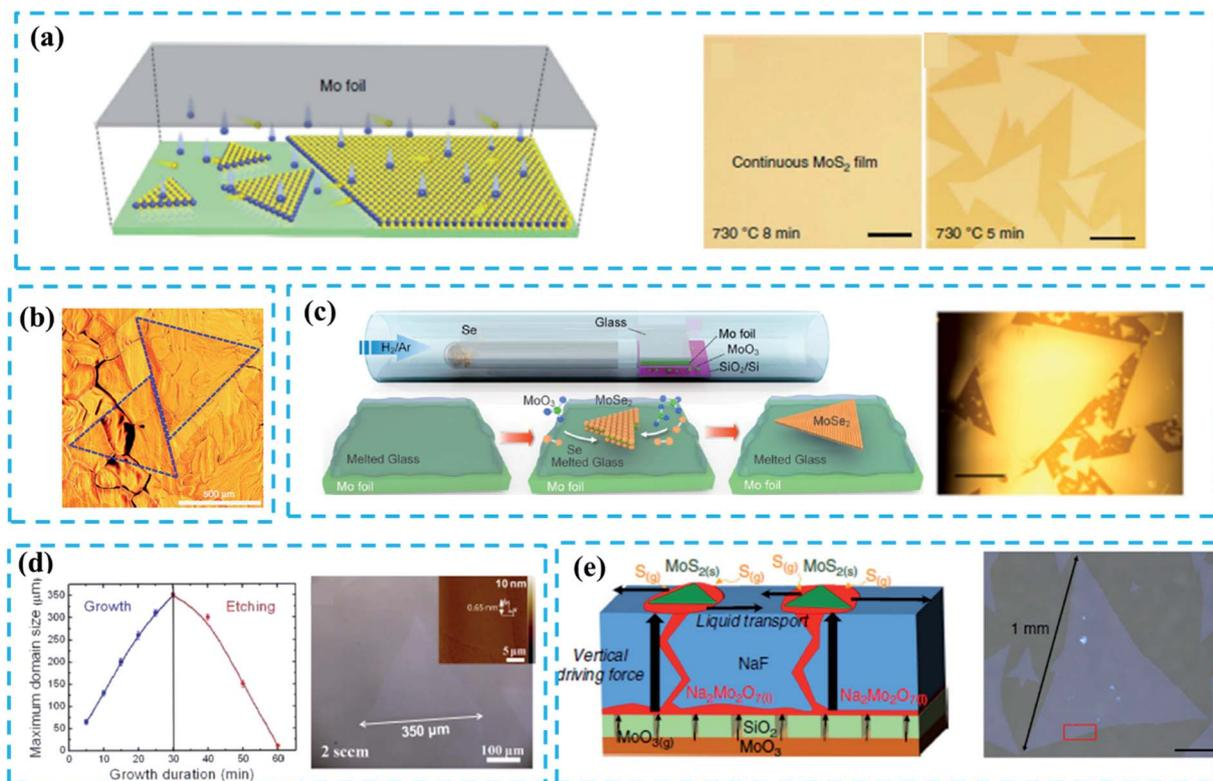 (a)
Mo foil
Continuous MoS₂ film
730 °C 8 min
730 °C 5 min
(b)
500 µm
(c)
Se
H₂/Ar
Glass
Mo foil
MoO₃
SiO₂/Si
MoO₃
MoSe₂
Se
Melted Glass
Mo foil
Melted Glass
Mo foil
MoSe₂
Melted Glass
Mo foil
(d)
Maximum domain size (µm)
350
300
250
200
150
100
50
0
Growth
Etching
0 10 20 30 40 50 60
Growth duration (min)
10 nm
0.65 nm
5 µm
350 µm
2 sccm
100 µm
(e)
S(g)
MoS₂(s)
S(g)
S(g)
MoS₂(s)
S(g)
Liquid transport
Vertical
driving force
NaF
Na₂Mo₂O₇(l)
Na₂Mo₂O₇(l)
SiO₂
MoO₃(g)
MoO₃
1 mm